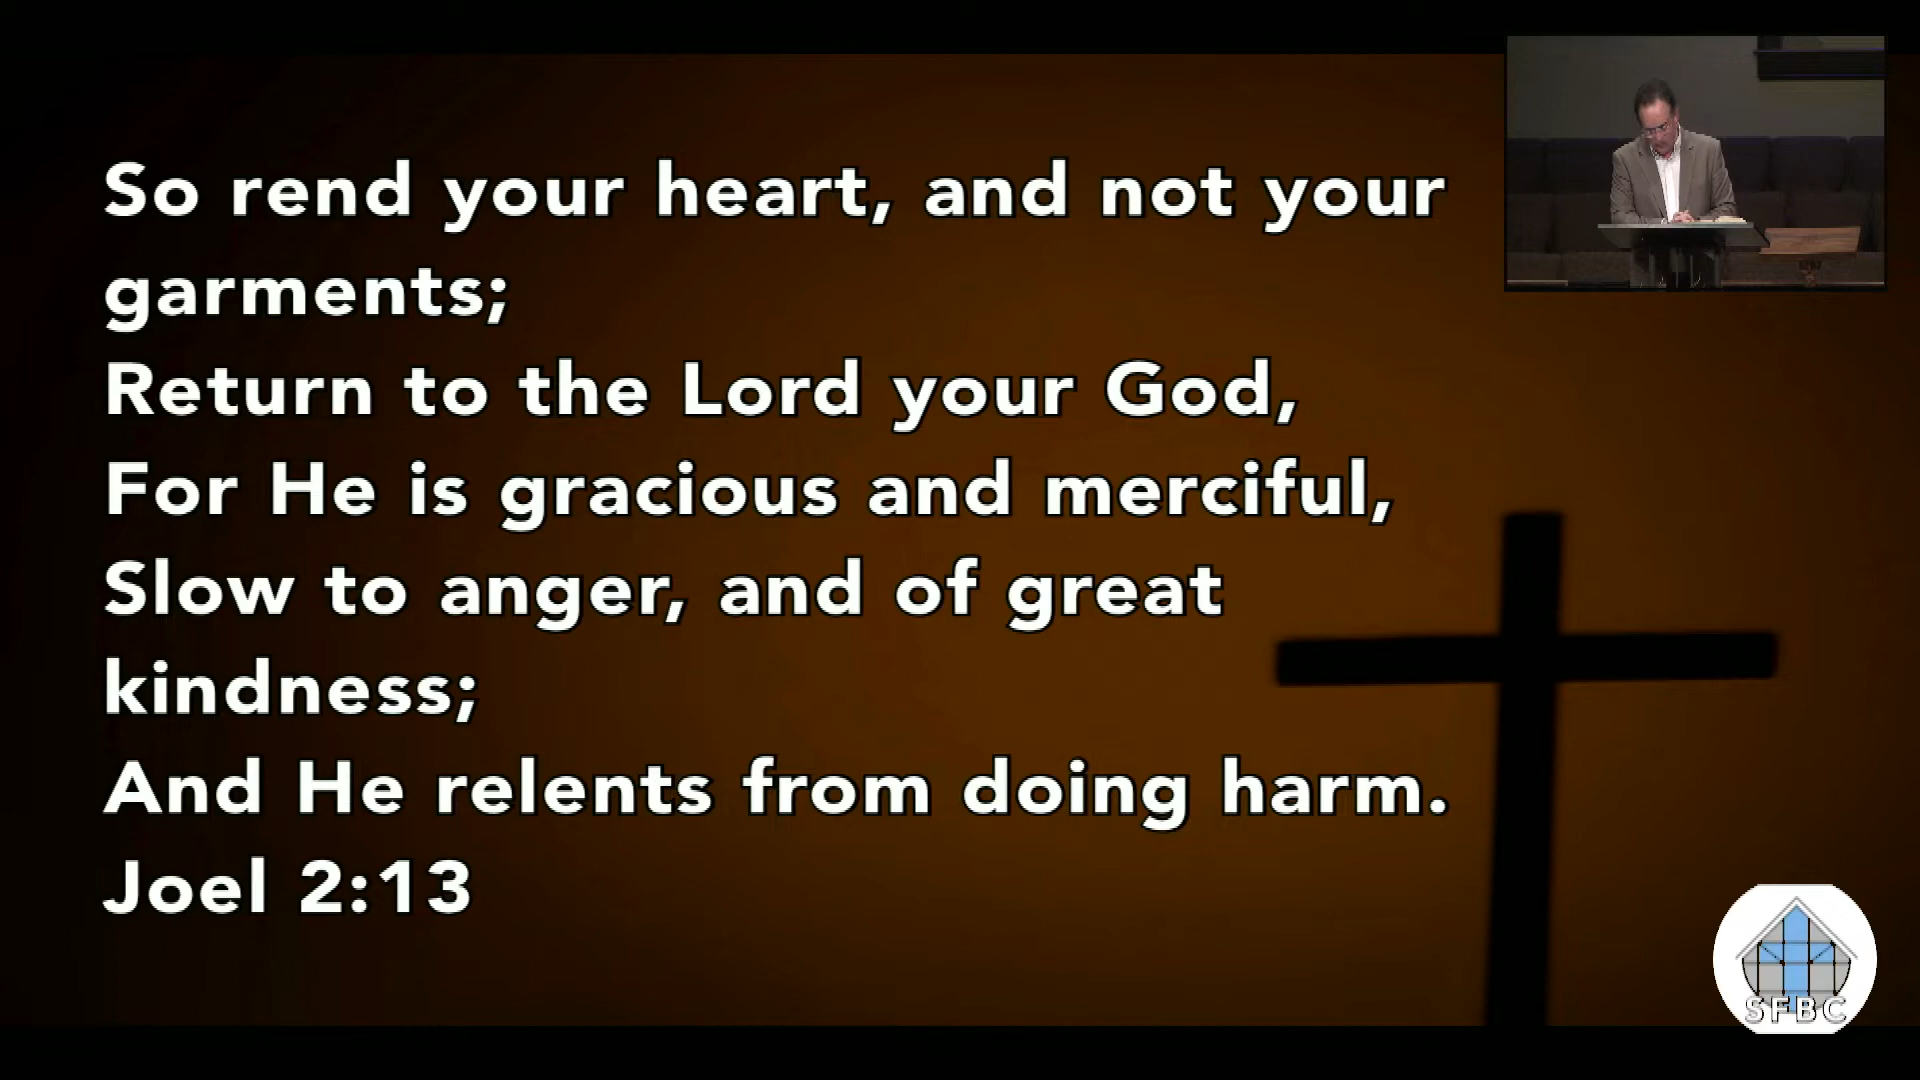 So rend your heart, and not your
garments;
Return to the Lord your God,
For He is gracious and merciful,
Slow to anger, and of great
kindness;
And He relents from doing harm.
Joel 2:13
SFBC